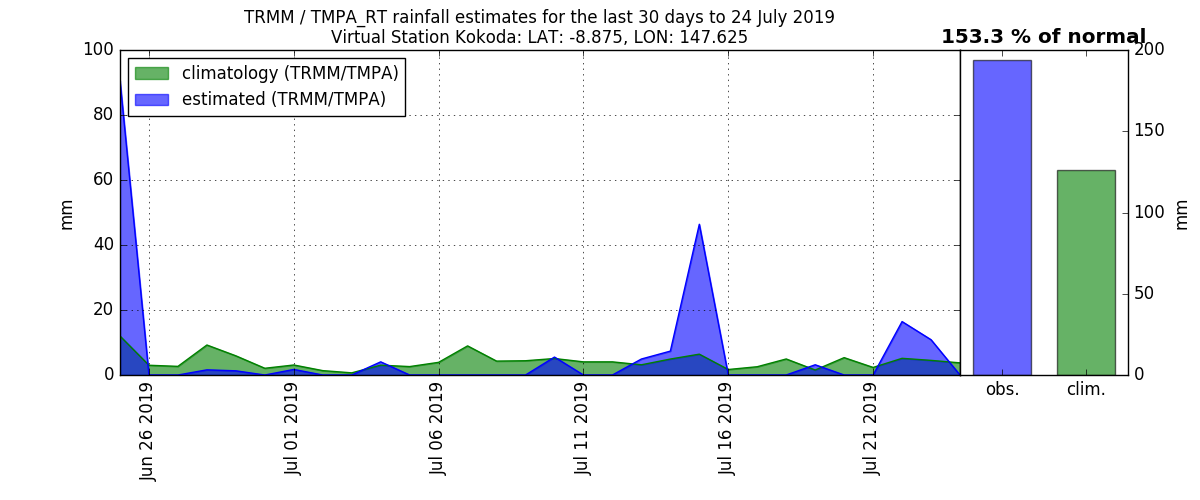 TRMM / TMPA_RT rainfall estimates for the last 30 days to 24 July 2019
Virtual Station Kokoda: LAT: -8.875, LON: 147.625
153.3 % of normal
climatology (TRMM/TMPA)
estimated (TRMM/TMPA)
100
80
60
40
20
0
mm
Jun 26 2019
Jul 01 2019
Jul 06 2019
Jul 11 2019
Jul 16 2019
Jul 21 2019
obs.
clim.
200
150
100
50
0
mm